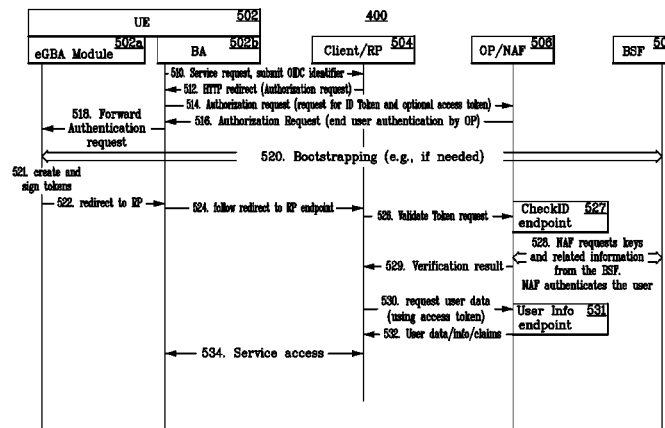 UE 502
400
502a
eGBA Module
BA 502b
Client/RP 504
OP/NAF 506
BSF
510. Service request, submit OIDC identifier
512. HTTP redirect (Authorization request)
514. Authorization request (request for ID Token and optional access token)
516. Authorization Request (end user authentication by OP)
518. Forward
Authentication
request
520. Bootstrapping (e.g., if needed)
521. create and
sign tokens
522. redirect to RP
524. follow redirect to RP endpoint
526. Validate Token request
CheckID 527
endpoint
528. NAF requests keys
and related information
from the BSF.
NAF authenticates the user
529. Verification result
530. request user data
(using access token)
User Info 531
endpoint
532. User data/info/claims
534. Service access